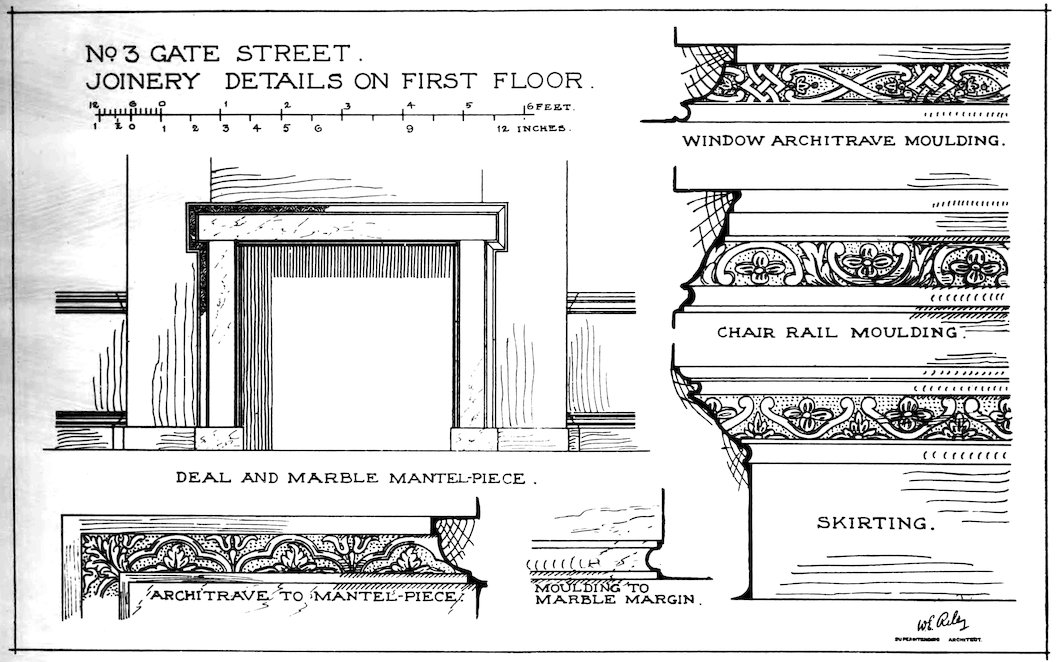 No 3 GATE STREET.
JOINERY DETAILS ON FIRST FLOOR.
12 6 0 1 2 3 4 5 6 FEET.
1 ½ 0 1 2 3 4 5 6 9 12 INCHES.
WINDOW ARCHITRAVE MOULDING.
CHAIR RAIL MOULDING.
DEAL AND MARBLE MANTEL-PIECE.
SKIRTING.
ARCHITRAVE TO MANTEL-PIECE.
MOULDING TO
MARBLE MARGIN.
W.E. Riley
SUPERINTENDING ARCHITECT.